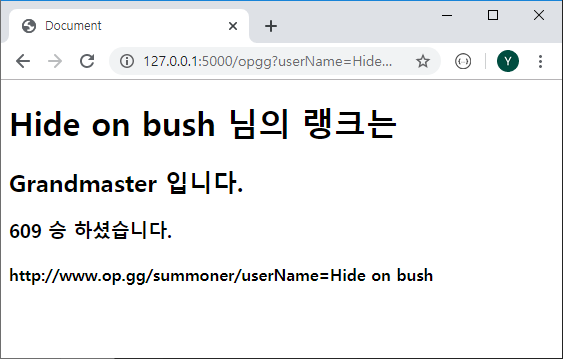 Document
127.0.0.1:5000/opgg?userName=Hide...
Y
Hide on bush 님의 랭크는
Grandmaster 입니다.
609 승 하셨습니다.
http://www.op.gg/summoner/userName=Hide on bush